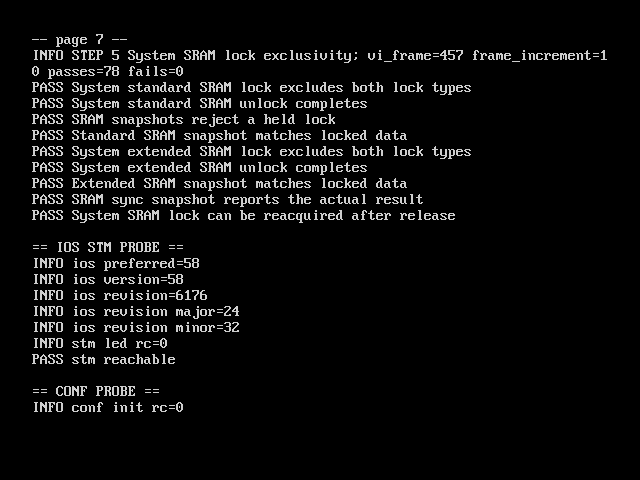 -- page 7 --
INFO STEP 5 System SRAM lock exclusivity; vi_frame=457 frame_increment=1
0 passes=78 fails=0
PASS System standard SRAM lock excludes both lock types
PASS System standard SRAM unlock completes
PASS SRAM snapshots reject a held lock
PASS Standard SRAM snapshot matches locked data
PASS System extended SRAM lock excludes both lock types
PASS System extended SRAM unlock completes
PASS Extended SRAM snapshot matches locked data
PASS SRAM sync snapshot reports the actual result
PASS System SRAM lock can be reacquired after release
== IOS STM PROBE ==
INFO ios preferred=58
INFO ios version=58
INFO ios revision=6176
INFO ios revision major=24
INFO ios revision minor=32
INFO stm led rc=0
PASS stm reachable
== CONF PROBE ==
INFO conf init rc=0